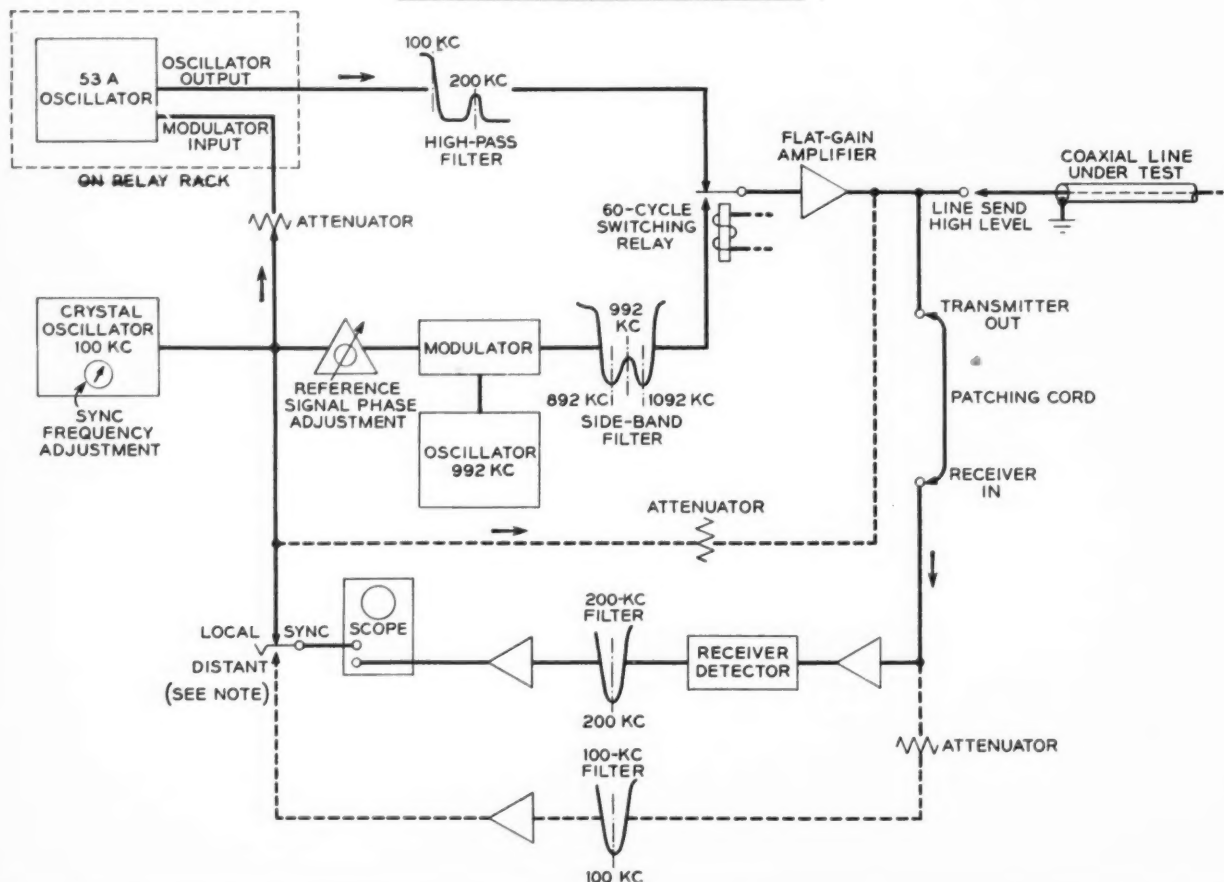 53 A
OSCILLATOR
OSCILLATOR
OUTPUT
MODULATOR
INPUT
ON RELAY RACK
100 KC
200 KC
HIGH-PASS
FILTER
FLAT-GAIN
AMPLIFIER
COAXIAL LINE
UNDER TEST
60-CYCLE
SWITCHING
RELAY
LINE SEND
HIGH LEVEL
ATTENUATOR
CRYSTAL
OSCILLATOR
100 KC
SYNC
FREQUENCY
ADJUSTMENT
REFERENCE
SIGNAL PHASE
ADJUSTMENT
MODULATOR
OSCILLATOR
992 KC
992
KC
892 KC
1092 KC
SIDE-BAND
FILTER
TRANSMITTER
OUT
PATCHING CORD
RECEIVER
IN
ATTENUATOR
LOCAL
SYNC
DISTANT
(SEE NOTE)
SCOPE
200-KC
FILTER
200 KC
RECEIVER
DETECTOR
ATTENUATOR
100-KC
FILTER
100 KC